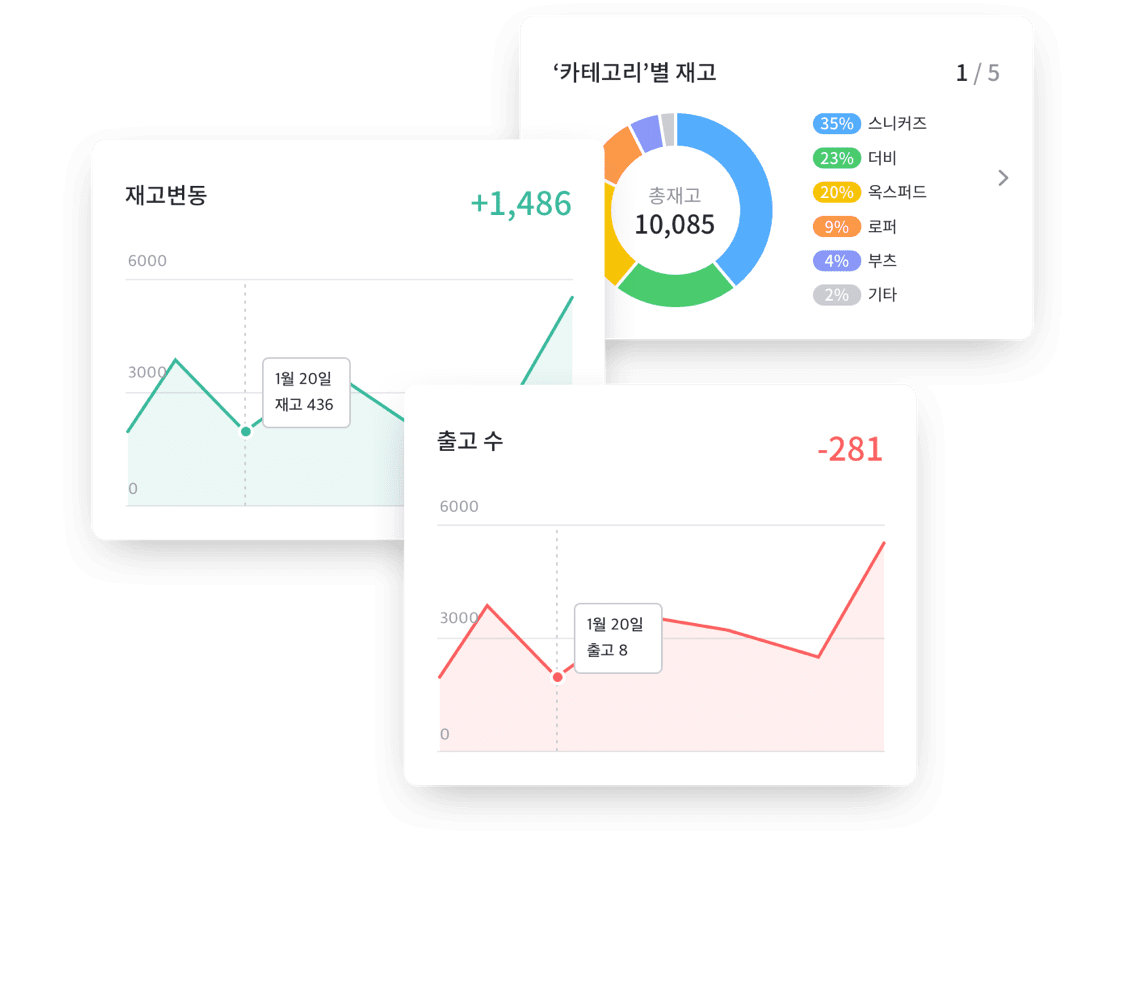 ‘카테고리’별 재고
1 / 5
총재고
10,085
35% 스니커즈
23% 더비
20% 옥스퍼드
9% 로퍼
4% 부츠
2% 기타
재고변동
+1,486
6000
3000
0
1월 20일
재고 436
출고 수
-281
6000
3000
0
1월 20일
출고 8